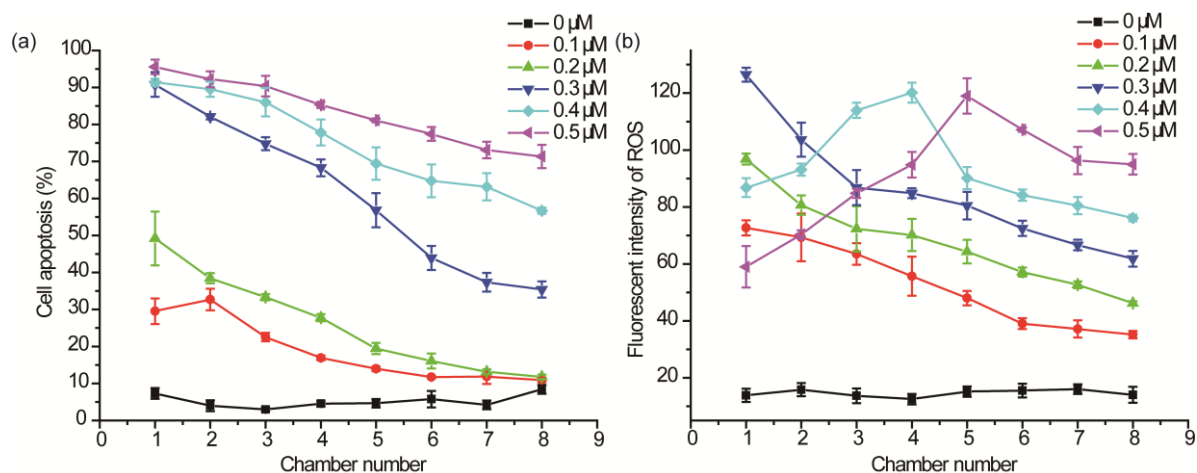 (a)
0 µM
0.1 µM
0.2 µM
0.3 µM
0.4 µM
0.5 µM
100
90
80
70
60
50
40
30
20
10
0
Cell apoptosis (%)
0 1 2 3 4 5 6 7 8 9
Chamber number
(b)
0 µM
0.1 µM
0.2 µM
0.3 µM
0.4 µM
0.5 µM
120
100
80
60
40
20
Fluorescent intensity of ROS
0 1 2 3 4 5 6 7 8 9
Chamber number